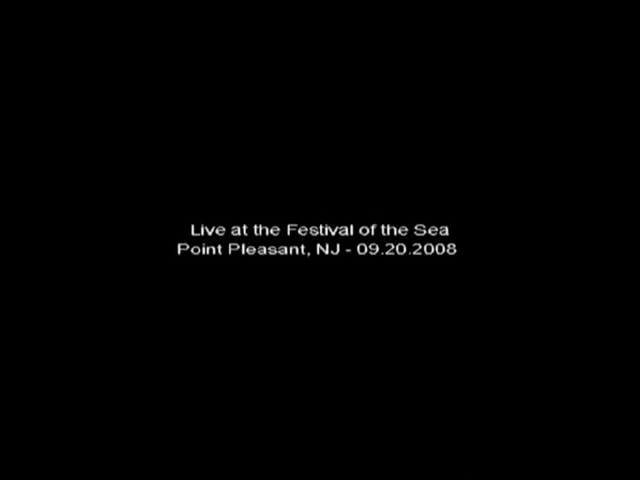 Live at the Festival of the Sea
Point Pleasant, NJ - 09.20.2008